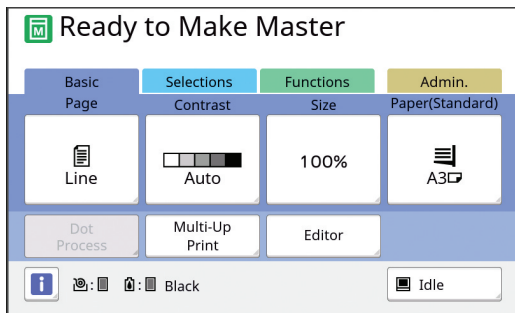 M Ready to Make Master
Basic Selections Functions Admin.
Page Contrast Size Paper(Standard)
Line Auto 100% A3
Dot Process Multi-Up Print Editor
i : : Black Idle